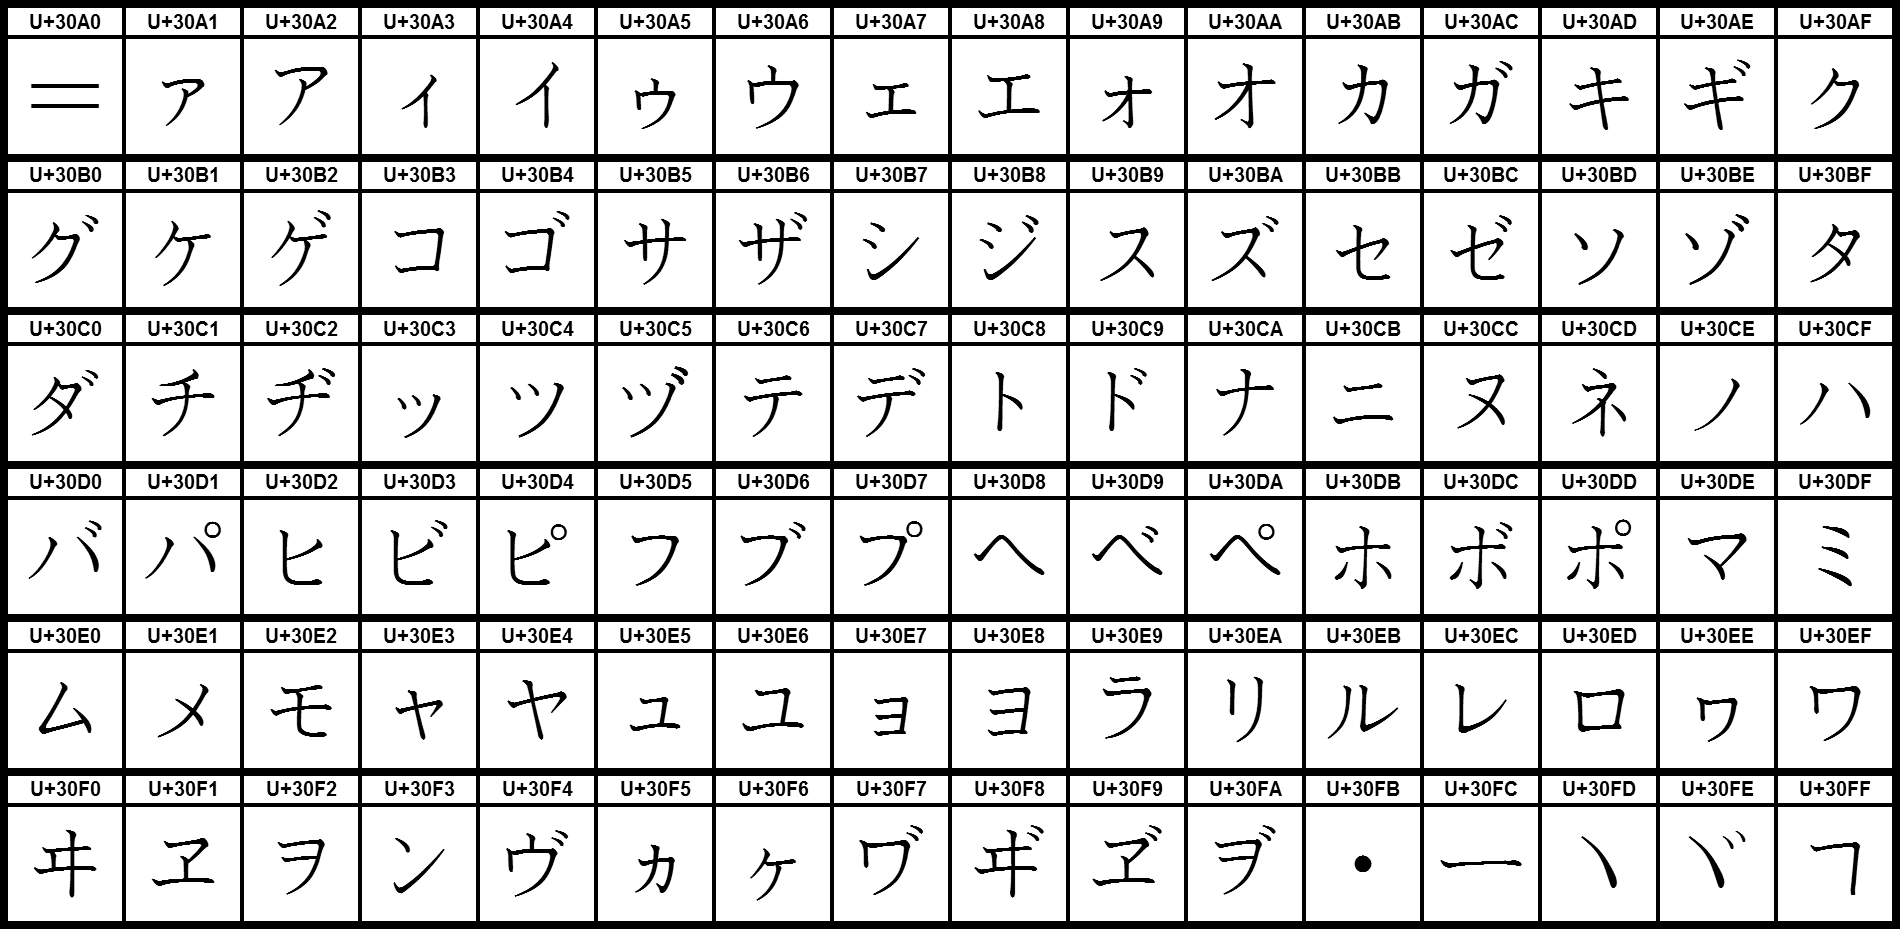 U+30A0 U+30A1 U+30A2 U+30A3 U+30A4 U+30A5 U+30A6 U+30A7 U+30A8 U+30A9 U+30AA U+30AB U+30AC U+30AD U+30AE U+30AF
゠ ァ ア ィ イ ゥ ウ ェ エ ォ オ カ ガ キ ギ ク
U+30B0 U+30B1 U+30B2 U+30B3 U+30B4 U+30B5 U+30B6 U+30B7 U+30B8 U+30B9 U+30BA U+30BB U+30BC U+30BD U+30BE U+30BF
グ ケ ゲ コ ゴ サ ザ シ ジ ス ズ セ ゼ ソ ゾ タ
U+30C0 U+30C1 U+30C2 U+30C3 U+30C4 U+30C5 U+30C6 U+30C7 U+30C8 U+30C9 U+30CA U+30CB U+30CC U+30CD U+30CE U+30CF
ダ チ ヂ ッ ツ ヅ テ デ ト ド ナ ニ ヌ ネ ノ ハ
U+30D0 U+30D1 U+30D2 U+30D3 U+30D4 U+30D5 U+30D6 U+30D7 U+30D8 U+30D9 U+30DA U+30DB U+30DC U+30DD U+30DE U+30DF
バ パ ヒ ビ ピ フ ブ プ ヘ ベ ペ ホ ボ ポ マ ミ
U+30E0 U+30E1 U+30E2 U+30E3 U+30E4 U+30E5 U+30E6 U+30E7 U+30E8 U+30E9 U+30EA U+30EB U+30EC U+30ED U+30EE U+30EF
ム メ モ ャ ヤ ュ ユ ョ ヨ ラ リ ル レ ロ ヮ ワ
U+30F0 U+30F1 U+30F2 U+30F3 U+30F4 U+30F5 U+30F6 U+30F7 U+30F8 U+30F9 U+30FA U+30FB U+30FC U+30FD U+30FE U+30FF
ヰ ヱ ヲ ン ヴ ヵ ヶ ヷ ヸ ヹ ヺ ・ ー ヽ ヾ ヿ